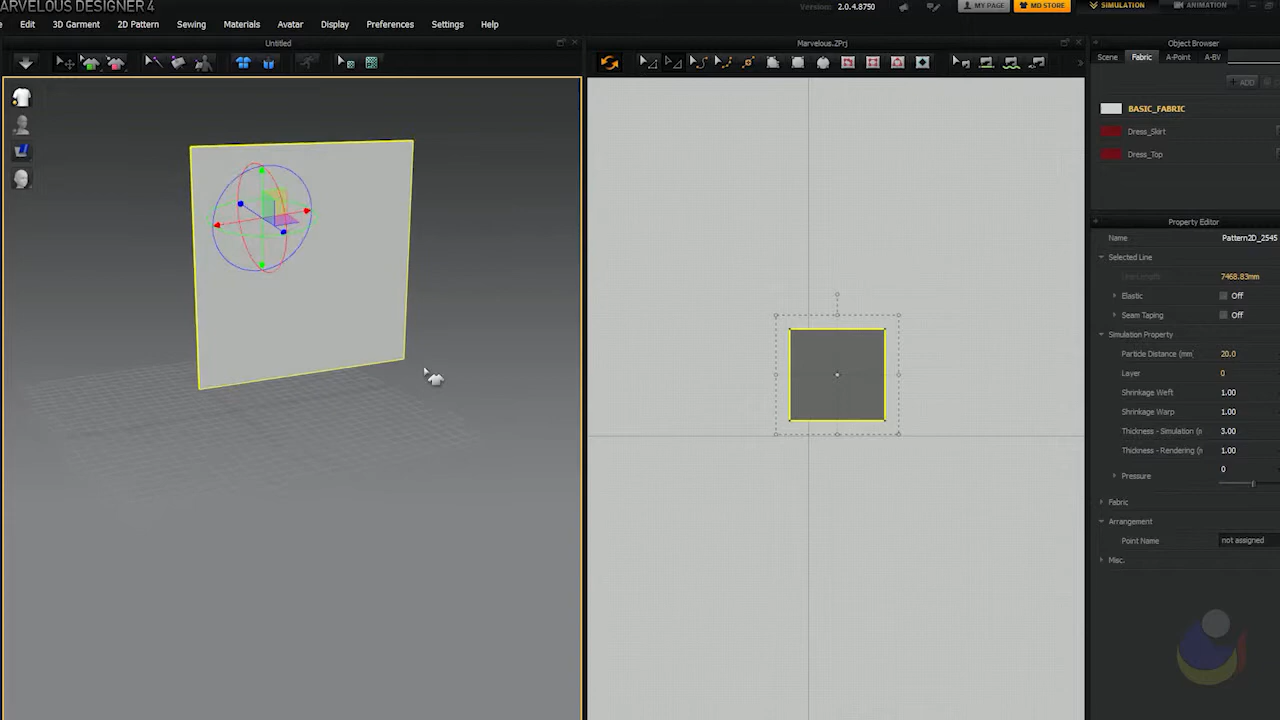 ARVELOUS DESIGNER 4
Version: 2.0.4.8750
MY PAGE
MD STORE
SIMULATION
ANIMATION
Edit
3D Garment
2D Pattern
Sewing
Materials
Avatar
Display
Preferences
Settings
Help
Untitled
Marvelous.ZPrj
Object Browser
Scene
Fabric
A-Point
A-BV
ADD
BASIC_FABRIC
Dress_Skirt
Dress_Top
Property Editor
Name Pattern2D_2545
Selected Line
Line Length 7468.83mm
Elastic Off
Seam Taping Off
Simulation Property
Particle Distance (mm) 20.0
Layer 0
Shrinkage Weft 1.00
Shrinkage Warp 1.00
Thickness - Simulation (r 3.00
Thickness - Rendering (r 1.00
Pressure 0
Fabric
Arrangement
Point Name not assigned
Misc.